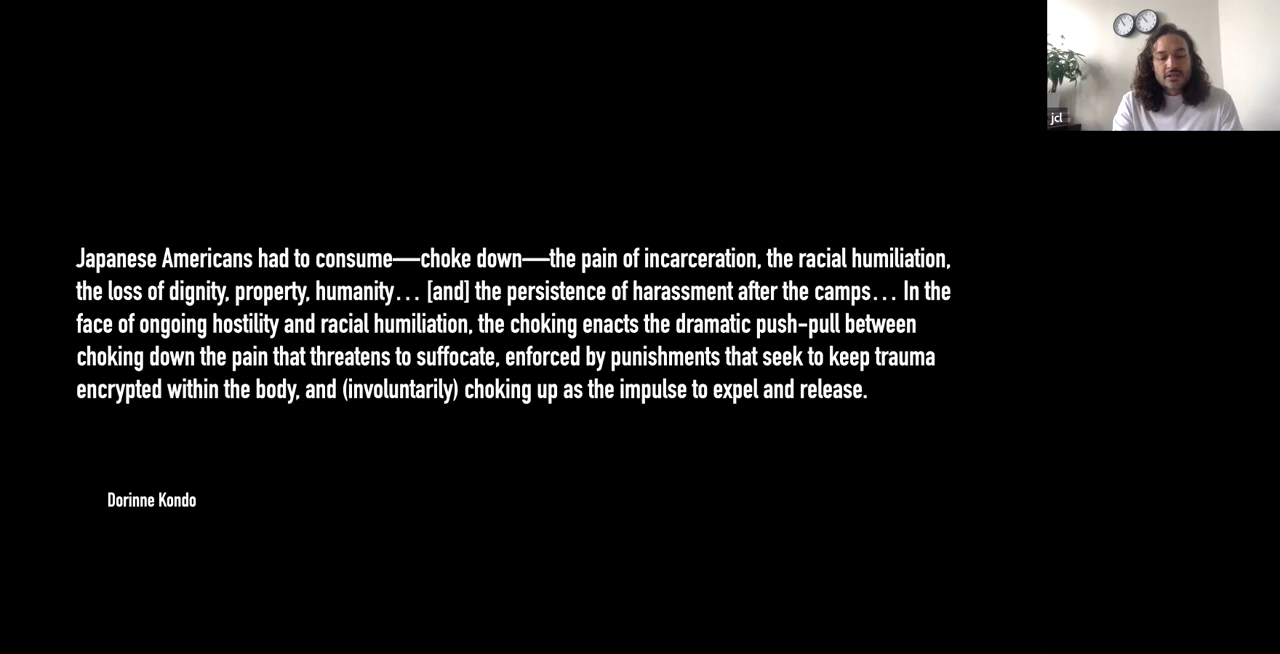 jcl
Japanese Americans had to consume—choke down—the pain of incarceration, the racial humiliation,
the loss of dignity, property, humanity… [and] the persistence of harassment after the camps… In the
face of ongoing hostility and racial humiliation, the choking enacts the dramatic push-pull between
choking down the pain that threatens to suffocate, enforced by punishments that seek to keep trauma
encrypted within the body, and (involuntarily) choking up as the impulse to expel and release.
Dorinne Kondo